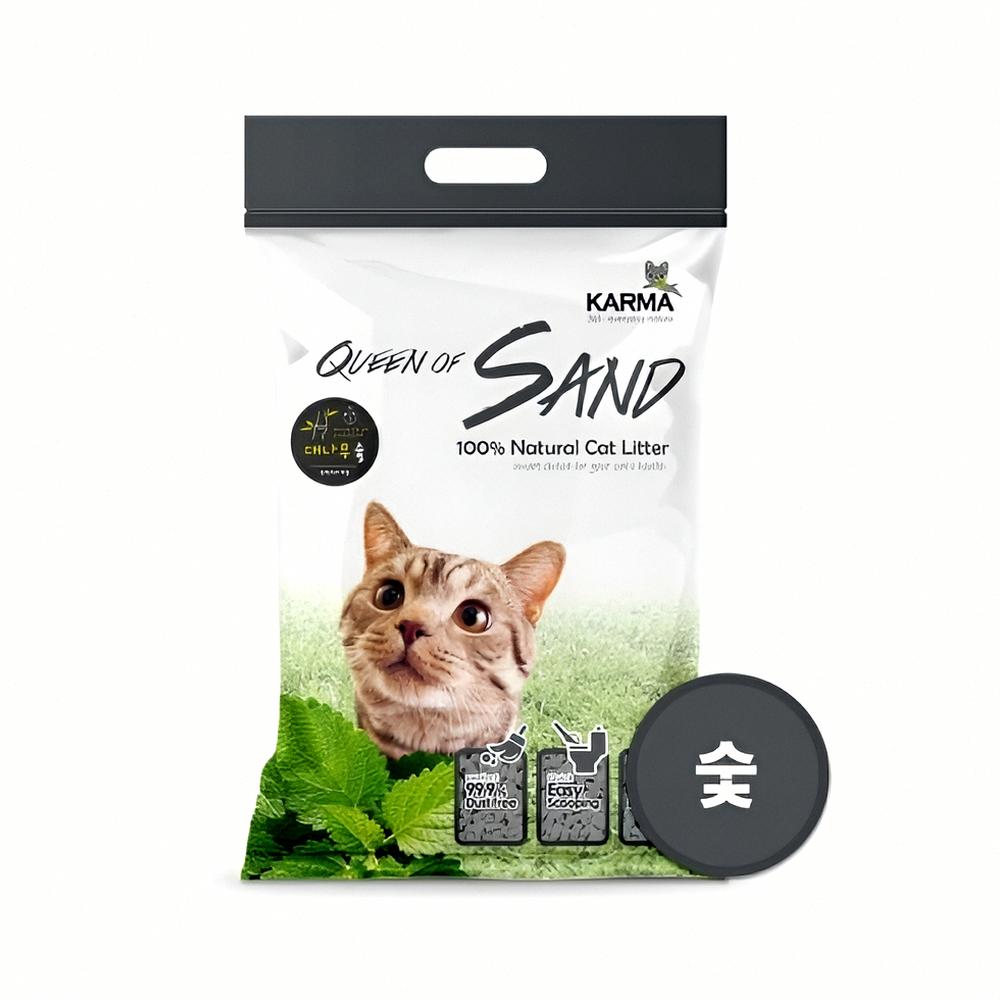 KARMA
QUEEN OF SAND
대나무숯
100% Natural Cat Litter
99.9%
Dust Free
Easy
Scooping
숯